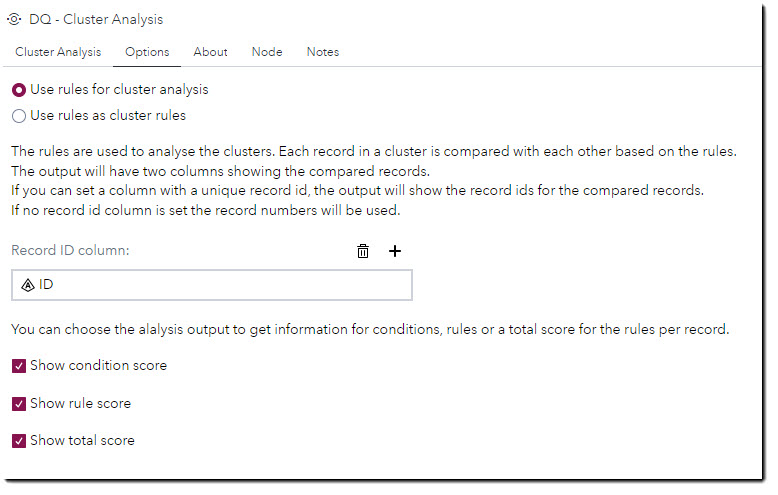 DQ - Cluster Analysis
Cluster Analysis Options About Node Notes
Use rules for cluster analysis
Use rules as cluster rules
The rules are used to analyse the clusters. Each record in a cluster is compared with each other based on the rules.
The output will have two columns showing the compared records.
If you can set a column with a unique record id, the output will show the record ids for the compared records.
If no record id column is set the record numbers will be used.
Record ID column:
ID
You can choose the alalysis output to get information for conditions, rules or a total score for the rules per record.
Show condition score
Show rule score
Show total score